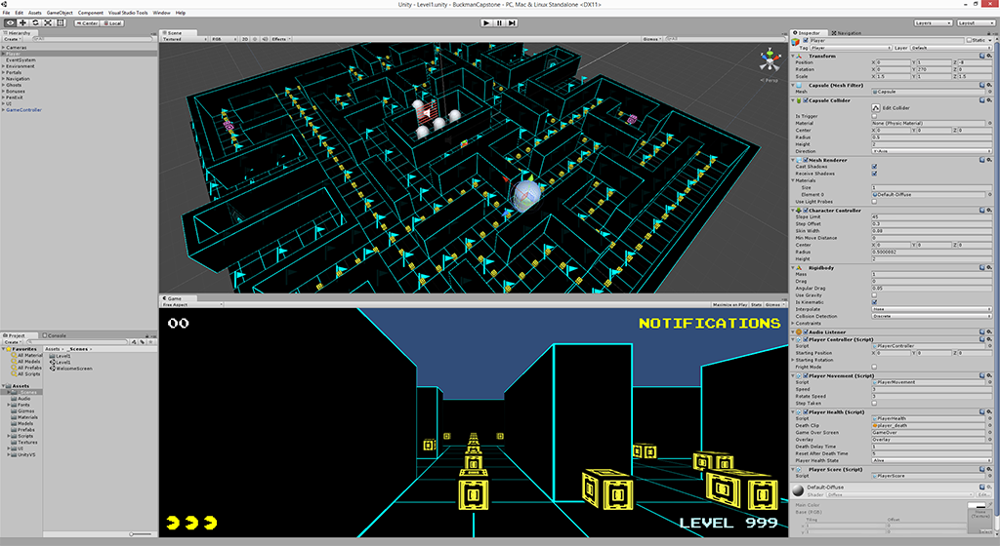 Unity - Level1.unity - BuckmanCapstone - PC, Mac & Linux Standalone <DX11>
File Edit Assets GameObject Component Visual Studio Tools Window Help
Center Local
Layers Layout
Hierarchy
Create
Cameras
Player
EventSystem
Environment
Portals
Navigation
Ghosts
Bonuses
PenExit
UI
GameController
Scene
Textured RGB 2D Effects Gizmos
Persp
Game
Free Aspect Maximize on Play Stats Gizmos
00 NOTIFICATIONS
LEVEL 999
Project Console
Create
Favorites
All Material
All Models
All Prefabs
All Scripts
Assets
_Scenes
Audio
Fonts
Gizmos
Materials
Models
Prefabs
Scripts
Textures
UI
UnityVS
Assets _Scenes
Level1
Level1
WelcomeScreen
Inspector Navigation
Player Static
Tag Player Layer Default
Transform
Position X 0 Y 1 Z -8
Rotation X 0 Y 270 Z 0
Scale X 1.5 Y 1 Z 1.5
Capsule (Mesh Filter)
Mesh Capsule
Capsule Collider
Edit Collider
Is Trigger
Material None (Physic Material)
Center X 0 Y 0 Z 0
Radius 0.5
Height 2
Direction Y-Axis
Mesh Renderer
Cast Shadows
Receive Shadows
Materials
Size 1
Element 0 Default-Diffuse
Use Light Probes
Character Controller
Slope Limit 45
Step Offset 0.3
Skin Width 0.08
Min Move Distance 0
Center X 0 Y 0 Z 0
Radius 0.5000002
Height 2
Rigidbody
Mass 1
Drag 0
Angular Drag 0.05
Use Gravity
Is Kinematic
Interpolate None
Collision Detection Discrete
Constraints
Audio Listener
Player Controller (Script)
Script PlayerController
Starting Position X 0 Y 0 Z 0
Starting Rotation
Fright Mode
Player Movement (Script)
Script PlayerMovement
Speed 3
Rotate Speed 3
Step Taken
Player Health (Script)
Script PlayerHealth
Death Clip player_death
Game Over Screen GameOver
Overlay Overlay
Death Delay Time 1
Reset After Death Time 5
Player Health State Alive
Player Score (Script)
Script PlayerScore
Default-Diffuse
Shader Diffuse Edit
Main Color
Base (RGB)
Tiling Offset
Select